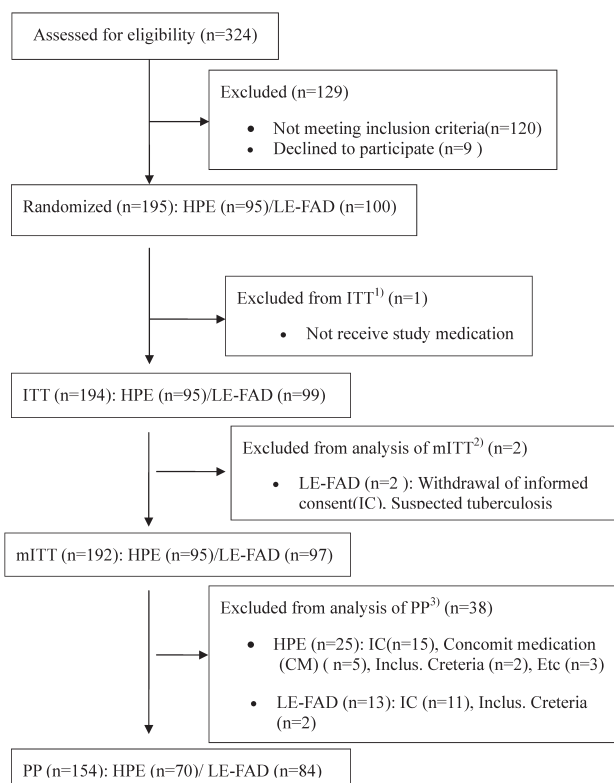 Assessed for eligibility (n=324)
Excluded (n=129)
• Not meeting inclusion criteria(n=120)
• Declined to participate (n=9 )
Randomized (n=195): HPE (n=95)/LE-FAD (n=100)
Excluded from ITT1) (n=1)
• Not receive study medication
ITT (n=194): HPE (n=95)/LE-FAD (n=99)
Excluded from analysis of mITT2) (n=2)
• LE-FAD (n=2 ): Withdrawal of informed
consent(IC). Suspected tuberculosis
mITT (n=192): HPE (n=95)/LE-FAD (n=97)
Excluded from analysis of PP3) (n=38)
• HPE (n=25): IC(n=15), Concomit medication
(CM) ( n=5), Inclus. Creteria (n=2), Etc (n=3)
• LE-FAD (n=13): IC (n=11), Inclus. Creteria
(n=2)
PP (n=154): HPE (n=70)/ LE-FAD (n=84)